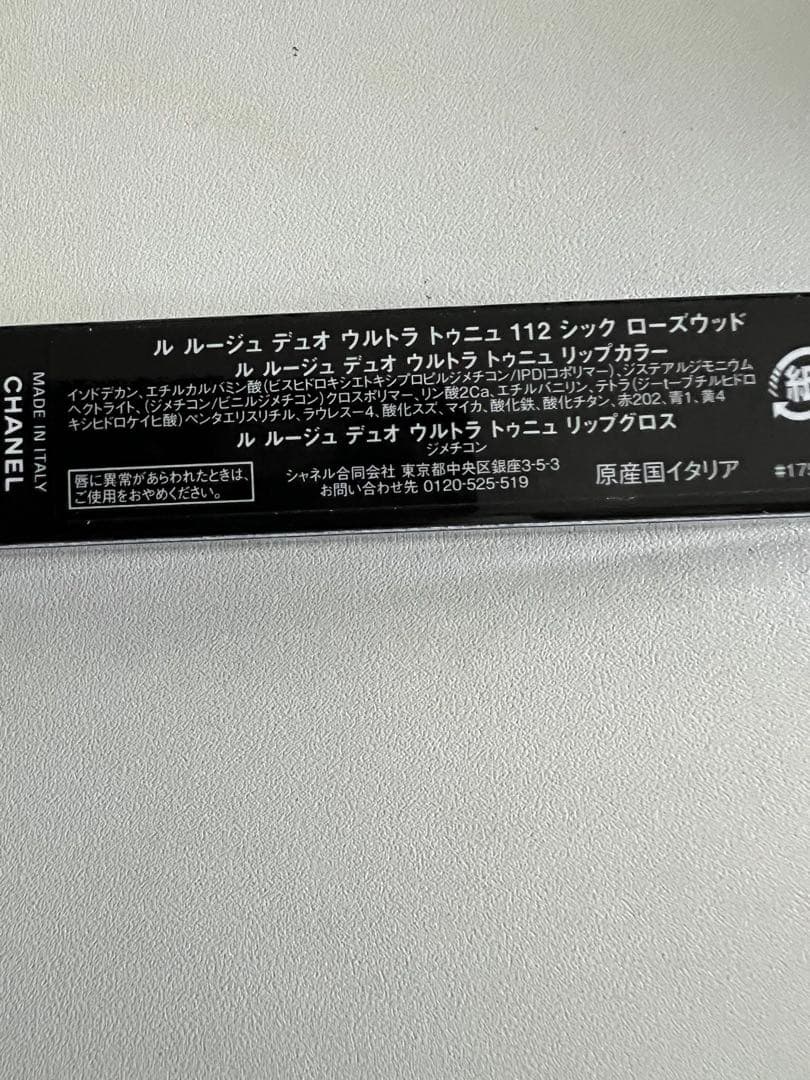 ル ルージュ デュオ ウルトラ トゥニュ 112 シック ローズウッド
ル ルージュ デュオ ウルトラ トゥニュ リップカラー
インドデカン、エチルカルバミン酸(ビスヒドロキシエトキシプロピルジメチコン/IPDI)コポリマー)、ジステアルジモニウム
ヘクトライト、(ジメチコン/ビニルジメチコン)クロスポリマー、リン酸2Ca、エチルバニリン、テトラ(ジ-t-ブチルヒドロ
キシヒドロケイヒ酸)ペンタエリスリチル、ラウレス-4、酸化スズ、マイカ、酸化鉄、酸化チタン、赤202、青1、黄4
ル ルージュ デュオ ウルトラ トゥニュ リップグロス
ジメチコン
唇に異常があらわれたときは、
ご使用をおやめください。
シャネル合同会社 東京都中央区銀座3-5-3
お問い合わせ先 0120-525-519
原産国イタリア
紙
MADE IN ITALY
CHANEL